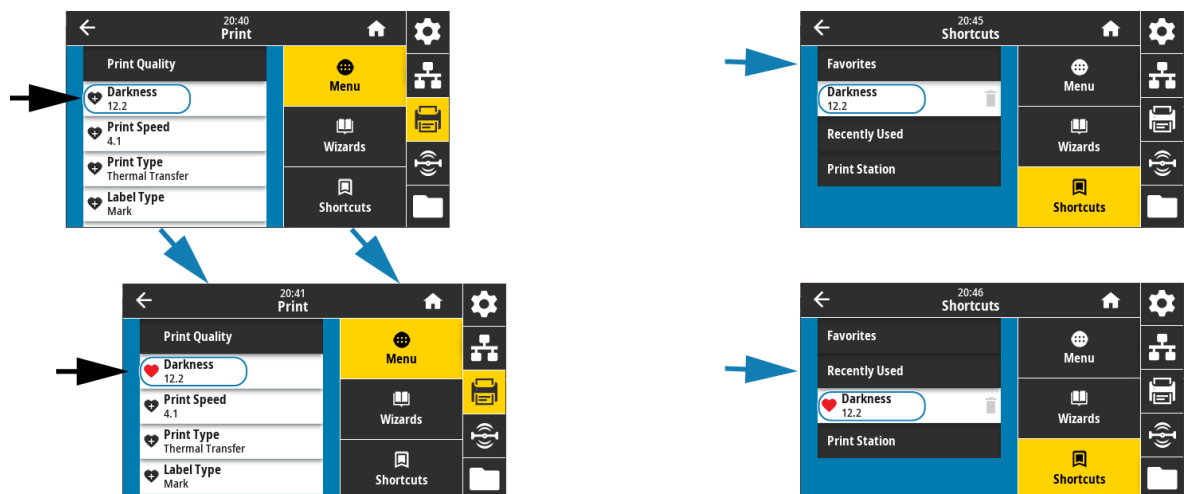 20:40
Print
Print Quality
Darkness
12.2
Print Speed
4.1
Print Type
Thermal Transfer
Label Type
Mark
Menu
Wizards
Shortcuts
20:45
Shortcuts
Favorites
Darkness
12.2
Recently Used
Print Station
Menu
Wizards
Shortcuts
20:41
Print
Print Quality
Darkness
12.2
Print Speed
4.1
Print Type
Thermal Transfer
Label Type
Mark
Menu
Wizards
Shortcuts
20:46
Shortcuts
Favorites
Recently Used
Darkness
12.2
Print Station
Menu
Wizards
Shortcuts